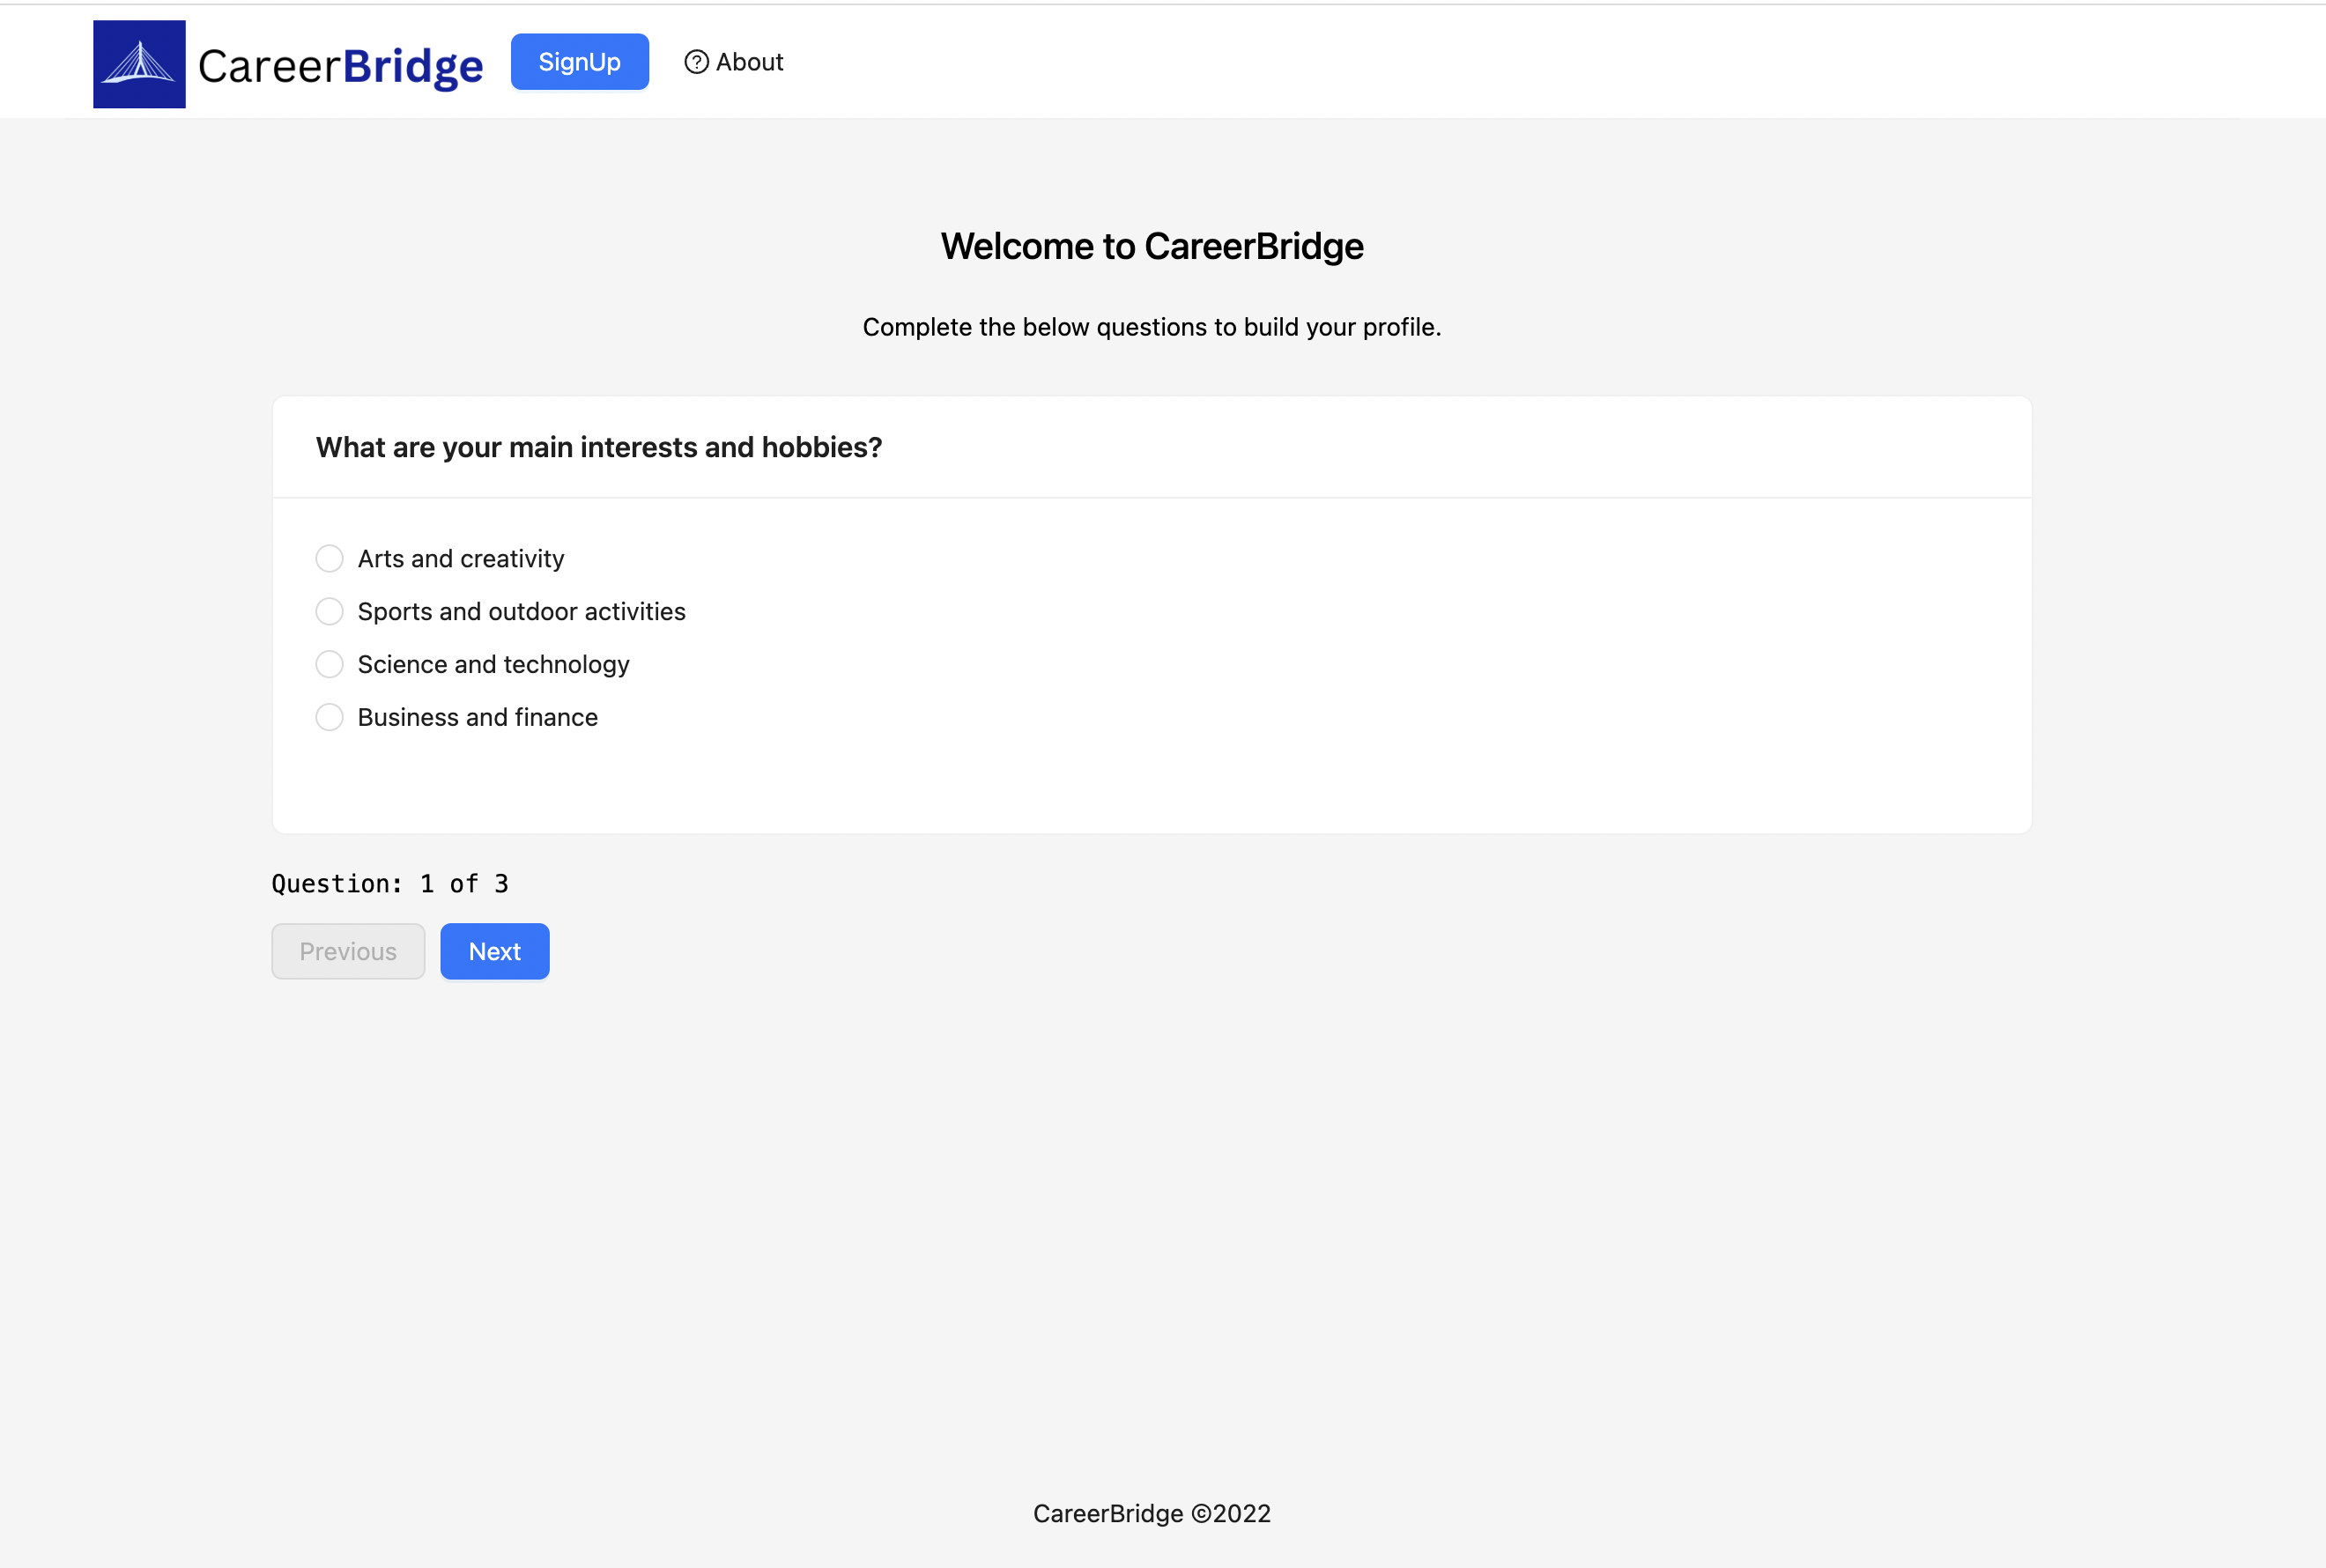 CareerBridge
SignUp
? About
Welcome to CareerBridge
Complete the below questions to build your profile.
What are your main interests and hobbies?
Arts and creativity
Sports and outdoor activities
Science and technology
Business and finance
Question: 1 of 3
Previous
Next
CareerBridge ©2022